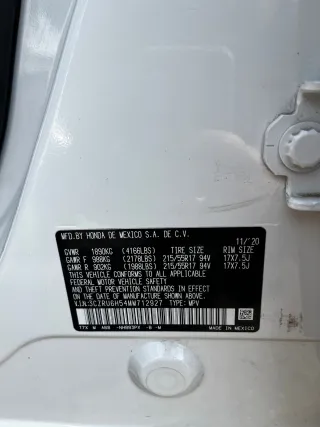 MFD.BY HONDA DE MEXICO S.A. DE C.V. 11/'20
GVWR 1890KG (4166LBS) TIRE SIZE RIM SIZE
GAWR F 988KG (2178LBS) 215/55R17 94V 17X7.5J
GAWR R 902KG (1988LBS) 215/55R17 94V 17X7.5J
THIS VEHICLE CONFORMS TO ALL APPLICABLE
FEDERAL MOTOR VEHICLE SAFETY
AND THEFT PREVENTION STANDARDS IN EFFECT ON
THE DATE OF MANUFACTURE SHOWN ABOVE.
V.I.N: TYPE: MPV
-B -M MADE IN MEXICO